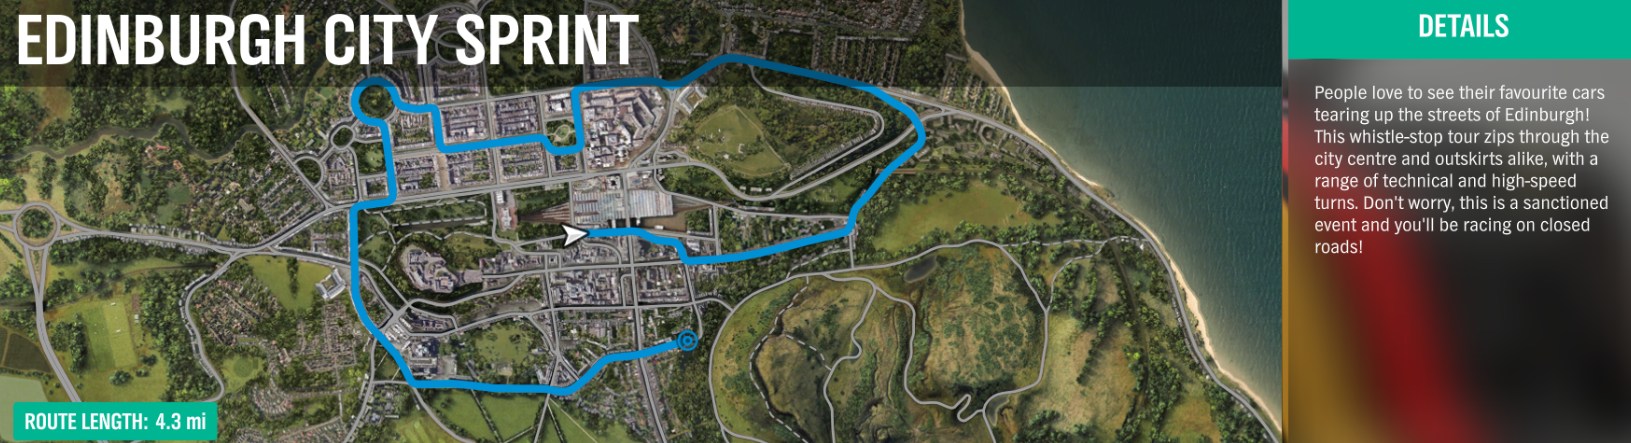 EDINBURGH CITY SPRINT
ROUTE LENGTH: 4.3 mi
DETAILS
People love to see their favourite cars
tearing up the streets of Edinburgh!
This whistle-stop tour zips through the
city centre and outskirts alike, with a
range of technical and high-speed
turns. Don't worry, this is a sanctioned
event and you'll be racing on closed
roads!